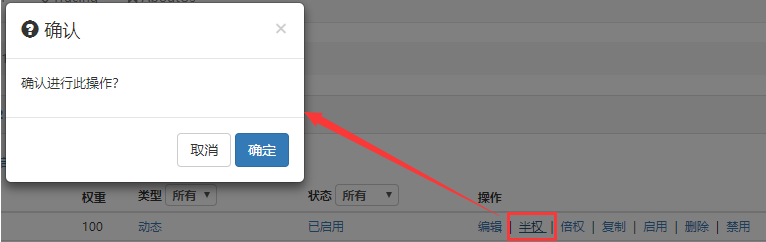 确认 ×
确认进行此操作?
取消 确定
权重 类型 所有 状态 所有 操作
100 动态 已启用 编辑 | 半权 | 倍权 | 复制 | 启用 | 删除 | 禁用